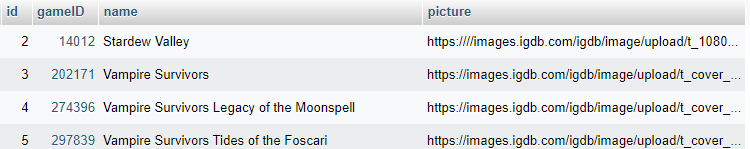 id gameID name picture
2 14012 Stardew Valley https:////images.igdb.com/igdb/image/upload/t_1080...
3 202171 Vampire Survivors https://images.igdb.com/igdb/image/upload/t_cover_...
4 274396 Vampire Survivors Legacy of the Moonspell https://images.igdb.com/igdb/image/upload/t_cover_...
5 297839 Vampire Survivors Tides of the Foscari https://images.igdb.com/igdb/image/upload/t_cover_...